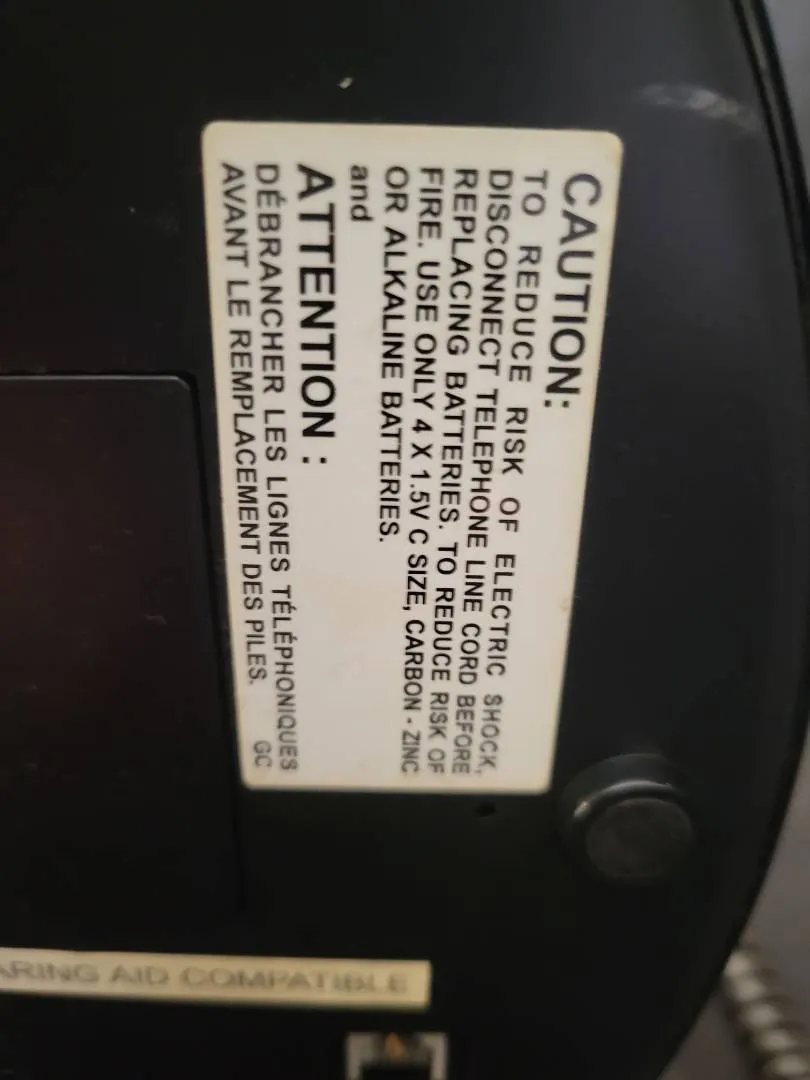 CAUTION:
TO REDUCE RISK OF ELECTRIC SHOCK,
DISCONNECT TELEPHONE LINE CORD BEFORE
REPLACING BATTERIES. TO REDUCE RISK OF
FIRE. USE ONLY 4 X 1.5V C SIZE, CARBON - ZINC
OR ALKALINE BATTERIES.
and
ATTENTION :
DÉBRANCHER LES LIGNES TÉLÉPHONIQUES
AVANT LE REMPLACEMENT DES PILES. GC
ARING AID COMPATIBLE